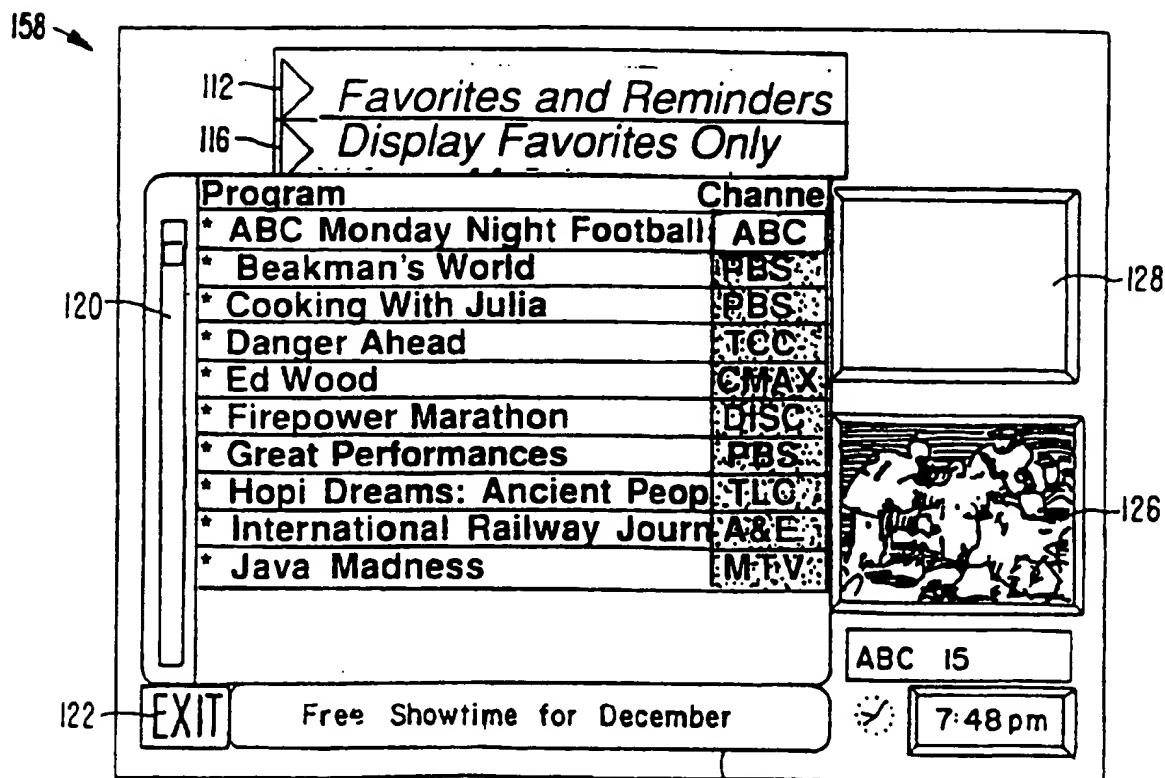 158
112
Favorites and Reminders
116
Display Favorites Only
Program Channe
* ABC Monday Night Football ABC
* Beakman's World PBS
* Cooking With Julia PBS
* Danger Ahead TCC
* Ed Wood CMAX
* Firepower Marathon DISC
* Great Performances PBS
* Hopi Dreams: Ancient Peop TLC
* International Railway Journ A&E
* Java Madness MTV
120
128
126
ABC 15
122
EXIT
Free Showtime for December
7:48pm